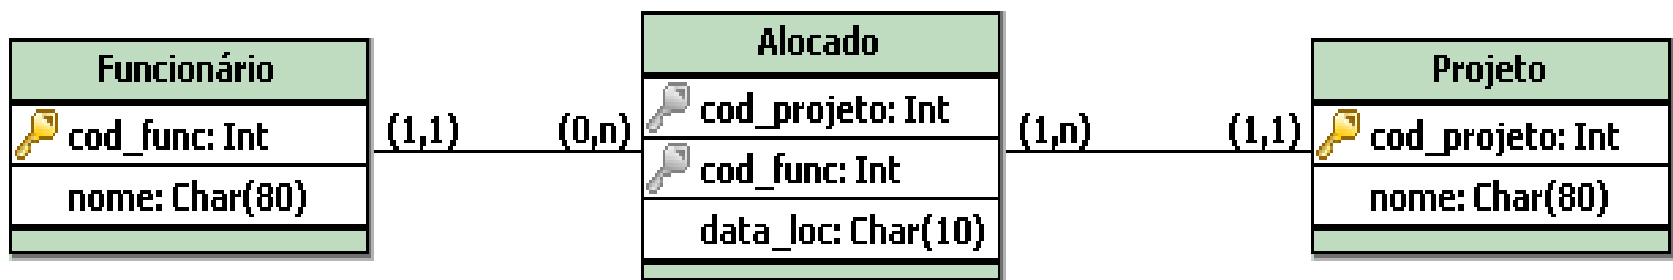 Funcionário
cod_func: Int
nome: Char(80)
(1,1)
(0,n)
Alocado
cod_projeto: Int
cod_func: Int
data_loc: Char(10)
(1,n)
(1,1)
Projeto
cod_projeto: Int
nome: Char(80)